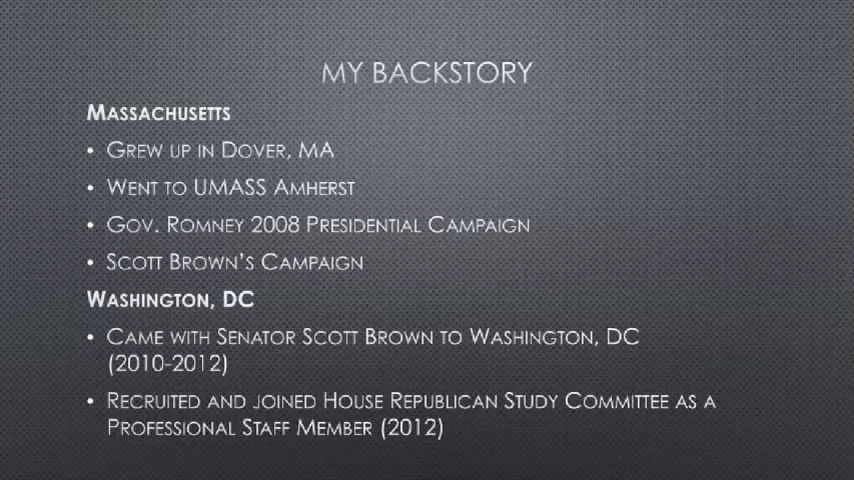 MY BACKSTORY
MASSACHUSETTS
• GREW UP IN DOVER, MA
• WENT TO UMASS AMHERST
• GOV. ROMNEY 2008 PRESIDENTIAL CAMPAIGN
• SCOTT BROWN'S CAMPAIGN
WASHINGTON, DC
• CAME WITH SENATOR SCOTT BROWN TO WASHINGTON, DC
(2010-2012)
• RECRUITED AND JOINED HOUSE REPUBLICAN STUDY COMMITTEE AS A
PROFESSIONAL STAFF MEMBER (2012)